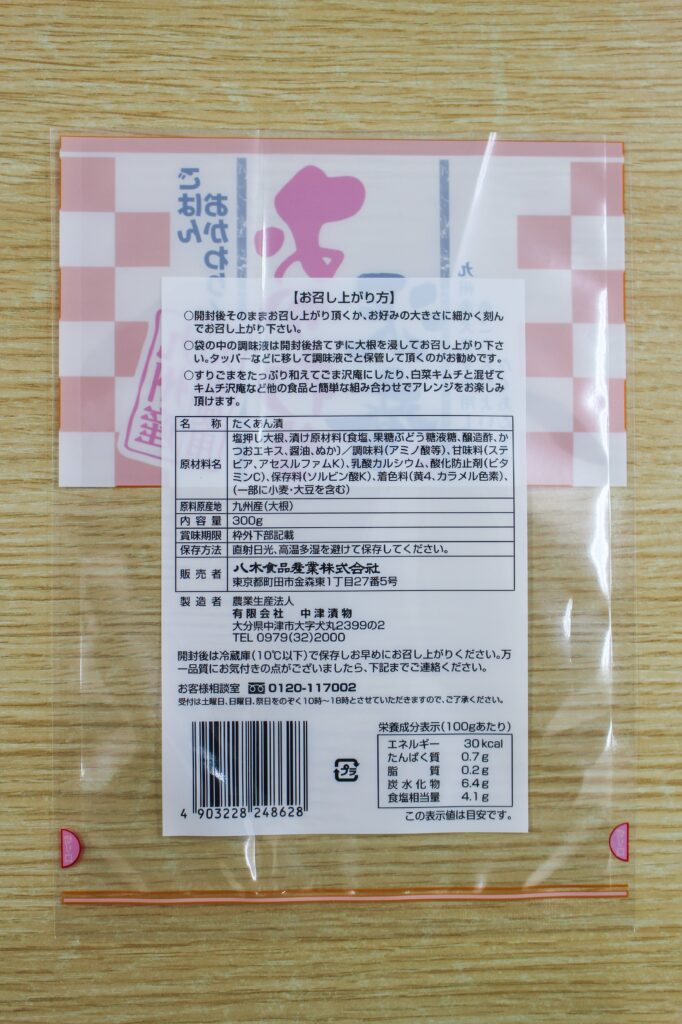 ごはん
おかわり
【お召し上がり方】
○開封後そのままお召し上がり頂くか、お好みの大きさに細かく刻ん
でお召し上がり下さい。
○袋の中の調味液は開封後捨てずに大根を浸してお召し上がり下さ
い。タッパーなどに移して調味液ごと保管して頂くのがお勧めです。
○すりごまをたっぷり和えてごま沢庵にしたり、白菜キムチと混ぜて
キムチ沢庵など他の食品と簡単な組み合わせでアレンジをお楽しみ
頂けます。
名称 たくあん漬
原材料名 塩押し大根、漬け原材料〔食塩、果糖ぶどう糖液糖、醸造酢、か
つおエキス、醤油、ぬか〕／調味料(アミノ酸等)、甘味料(ステ
ビア、アセスルファムK)、乳酸カルシウム、酸化防止剤(ビタ
ミンC)、保存料(ソルビン酸K)、着色料(黄4、カラメル色素)、
(一部に小麦・大豆を含む)
原料原産地 九州産(大根)
内容量 300g
賞味期限 枠外下部記載
保存方法 直射日光、高温多湿を避けて保存してください。
販売者 八木食品産業株式会社
東京都町田市金森東1丁目27番5号
製造者 農業生産法人
有限会社 中津漬物
大分県中津市大字犬丸2399の2
TEL 0979(32)2000
開封後は冷蔵庫(10℃以下)で保存しお早めにお召し上がりください。万
一品質にお気付きの点がございましたら、下記までご連絡ください。
お客様相談室 0120-117002
受付は土曜日、日曜日、祭日をのぞく10時〜18時とさせていただきますので、ご了承ください。
栄養成分表示(100gあたり)
エネルギー 30kcal
たんぱく質 0.7g
脂質 0.2g
炭水化物 6.4g
食塩相当量 4.1g
この表示値は目安です。
プラ
4 903228 248628